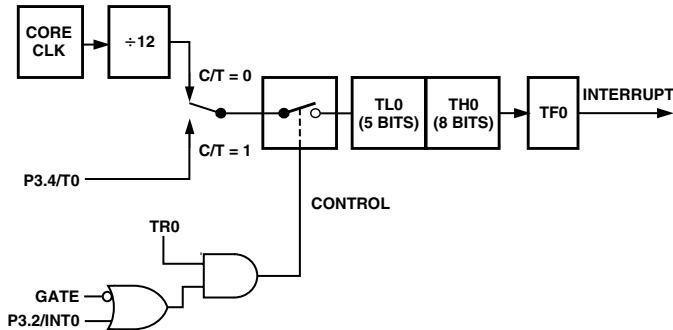 CORE
CLK
÷12
C/T = 0
C/T = 1
P3.4/T0
TL0
(5 BITS)
TH0
(8 BITS)
TF0
INTERRUPT
CONTROL
TR0
GATE
P3.2/INT0